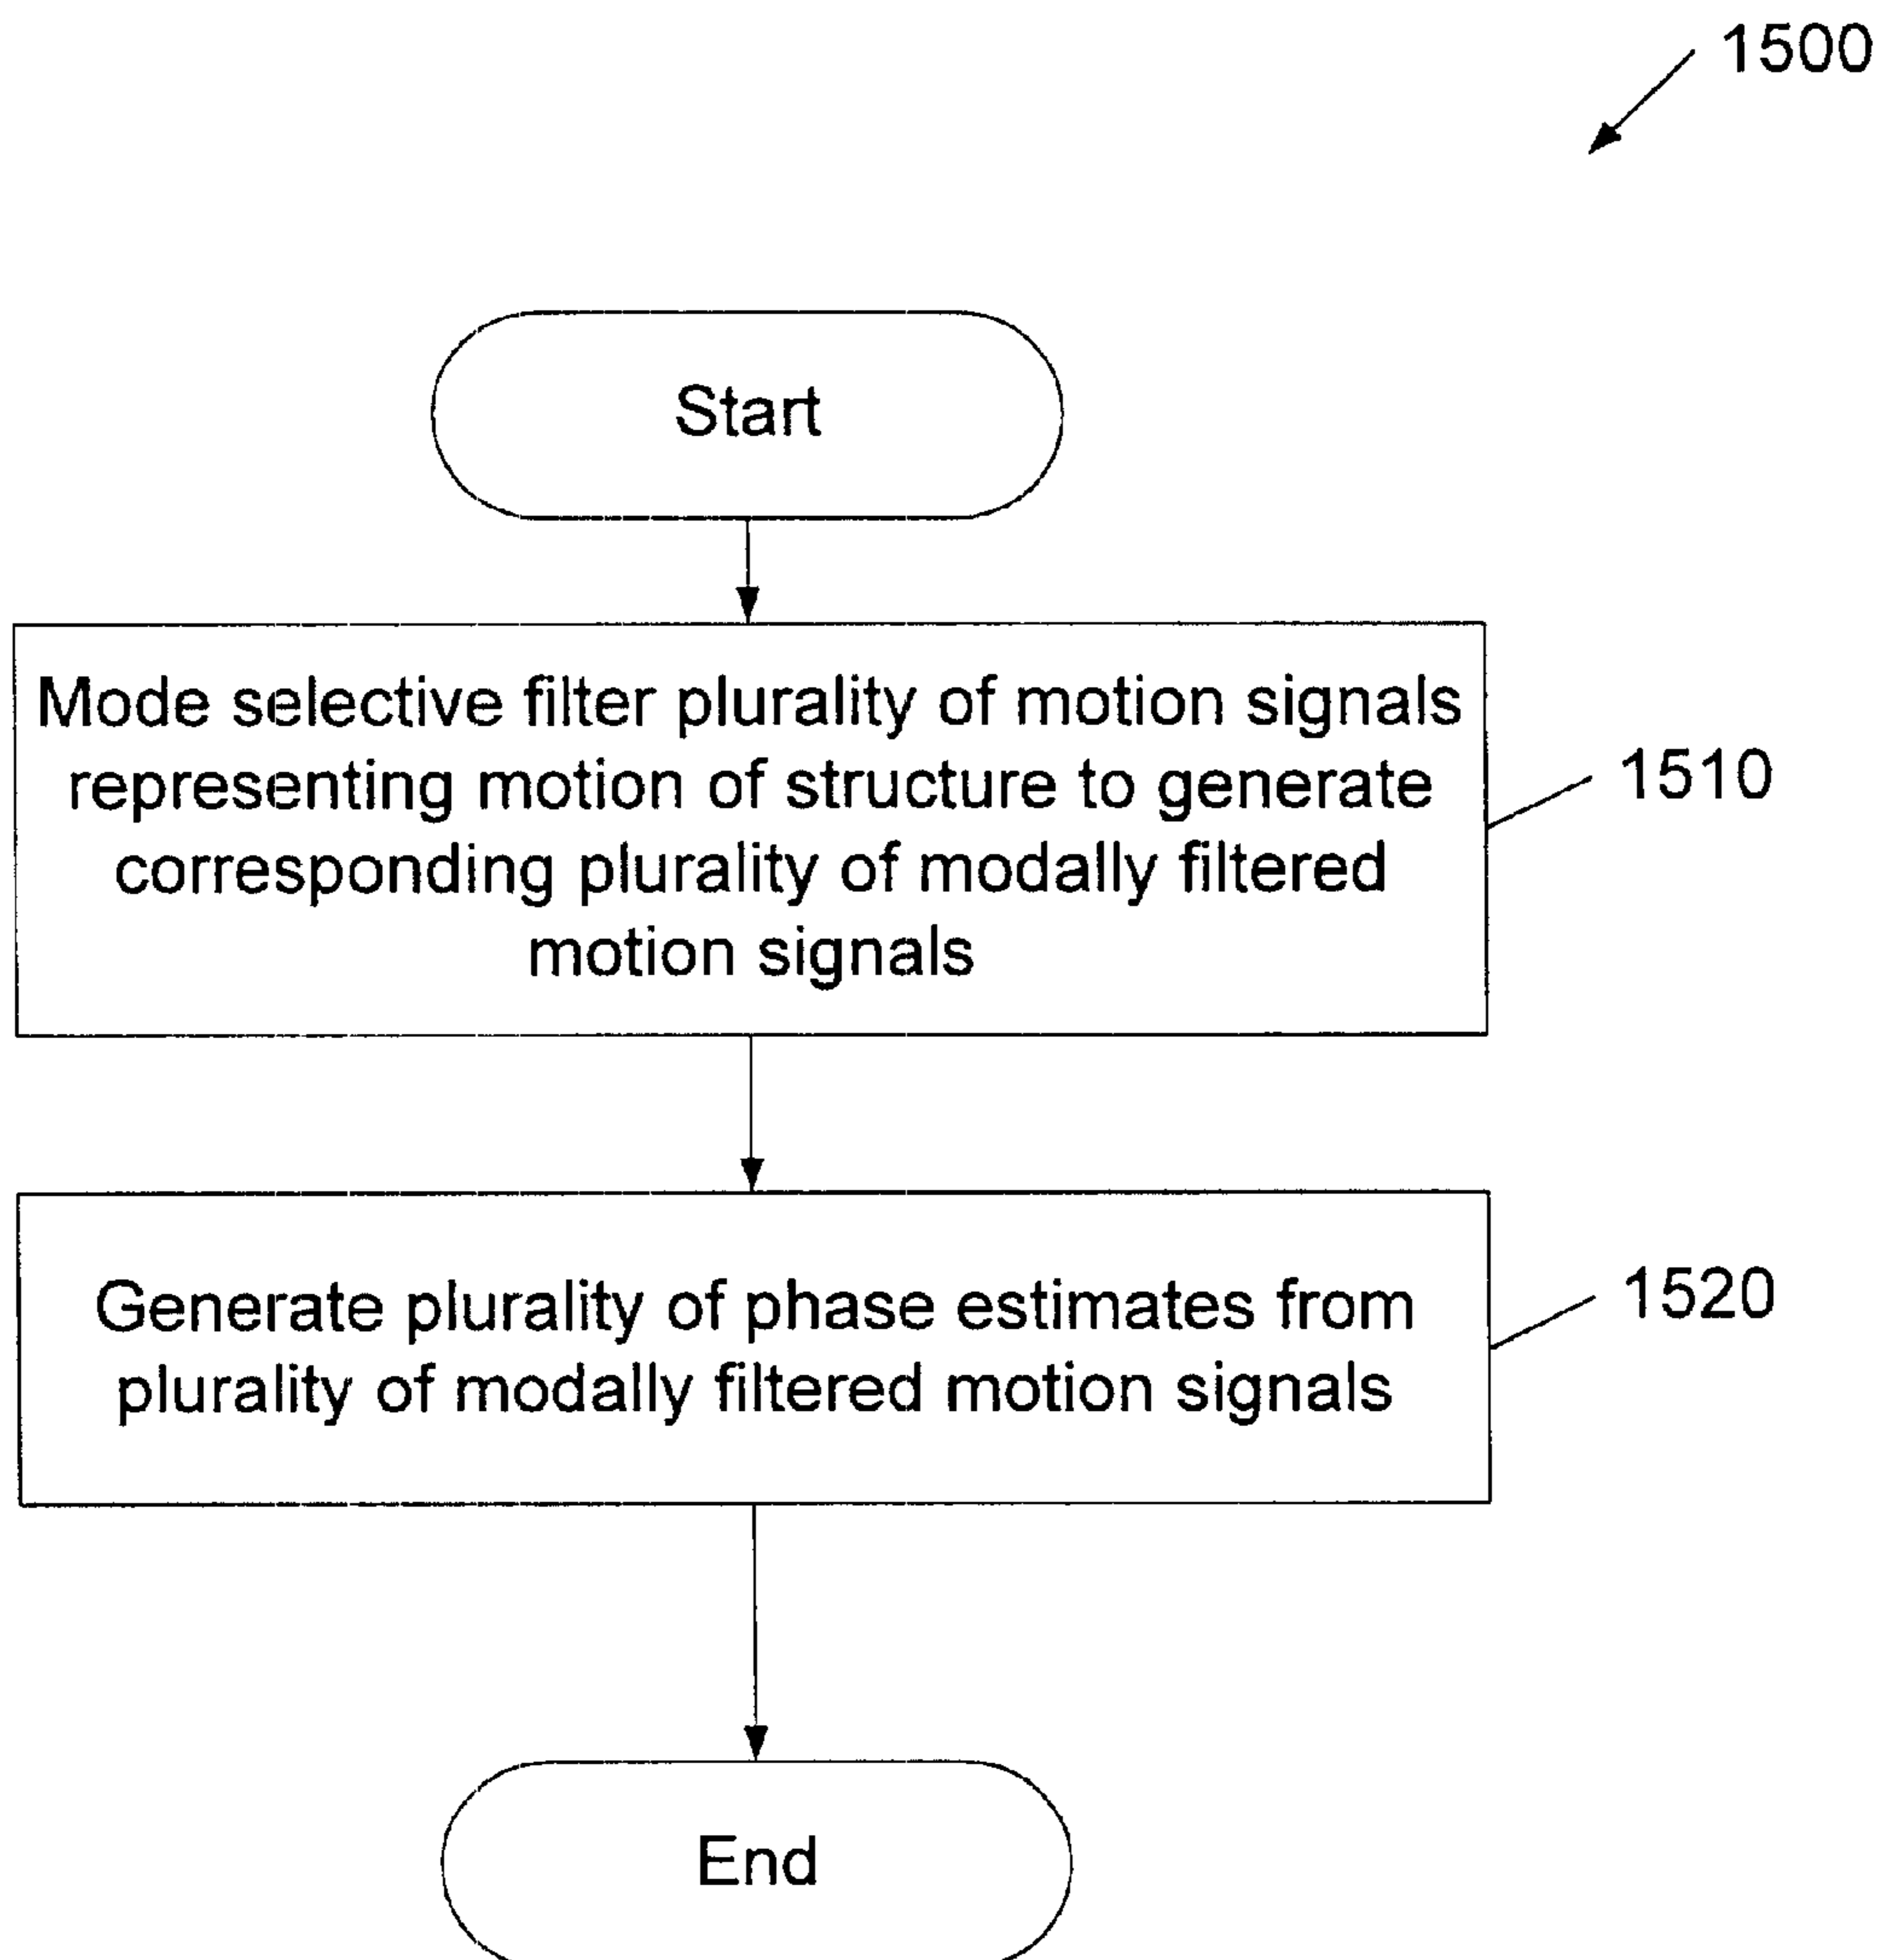 1500
Start
Mode selective filter plurality of motion signals
representing motion of structure to generate
corresponding plurality of modally filtered
motion signals
1510
Generate plurality of phase estimates from
plurality of modally filtered motion signals
1520
End